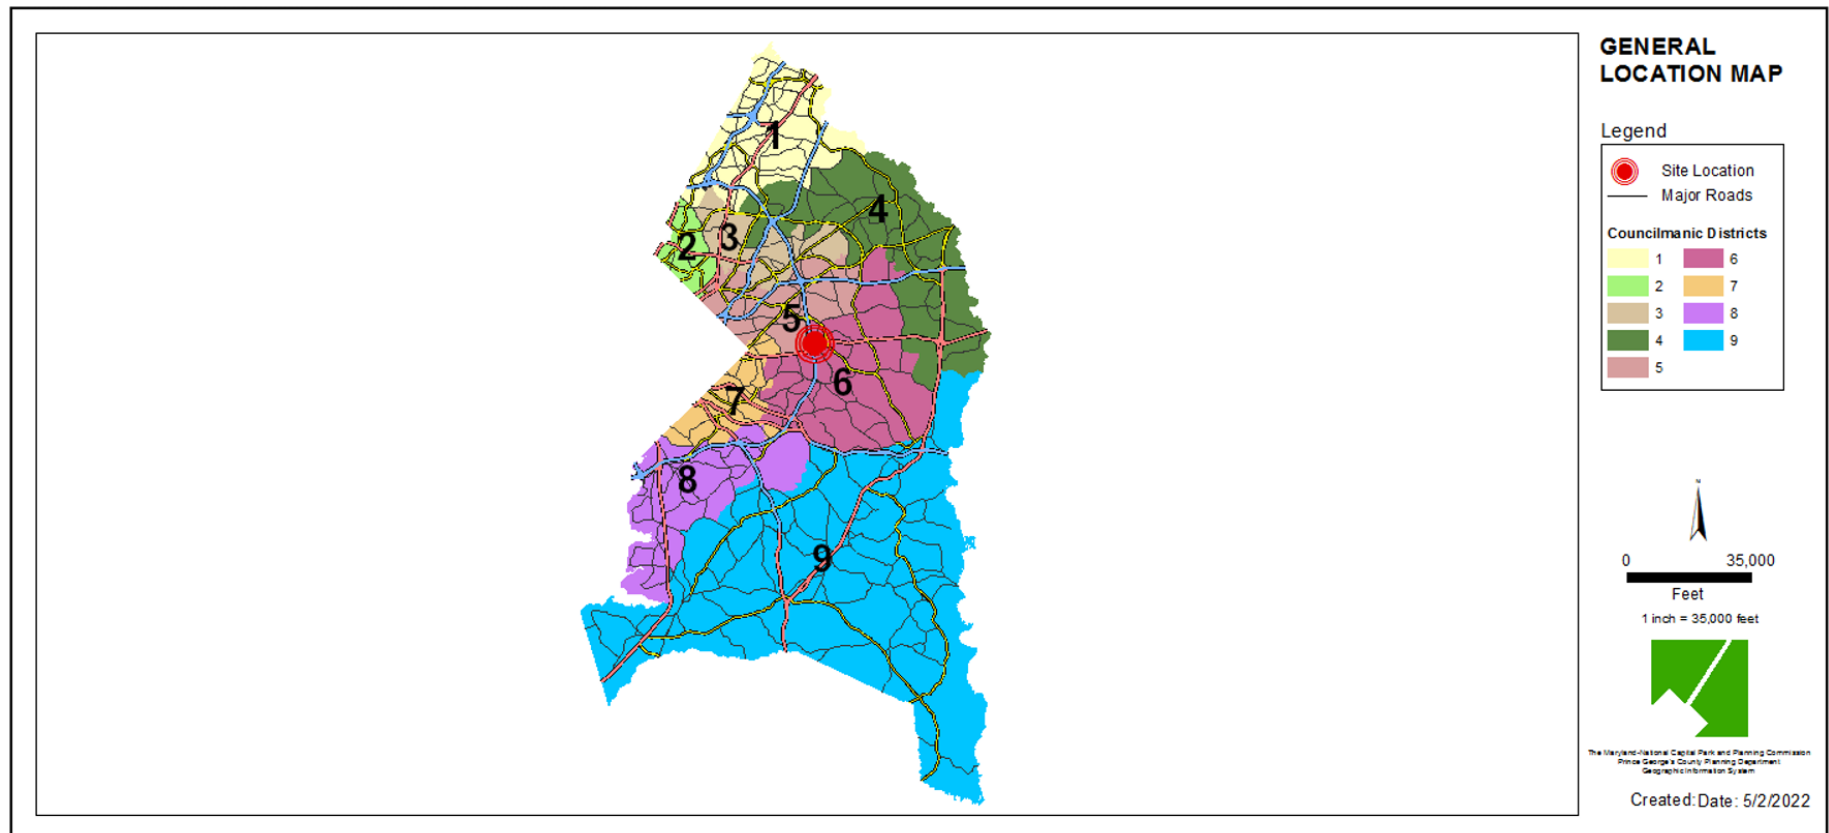 GENERAL
LOCATION MAP
Legend
Site Location
Major Roads
Councilmanic Districts
1 6
2 7
3 8
4 9
5
1
4
3
2
5
6
7
8
9
N
0 35,000
Feet
1 inch = 35,000 feet
The Maryland-National Capital Park and Planning Commission
Prince George's County Planning Department
Geographic Information System
Created: Date: 5/2/2022